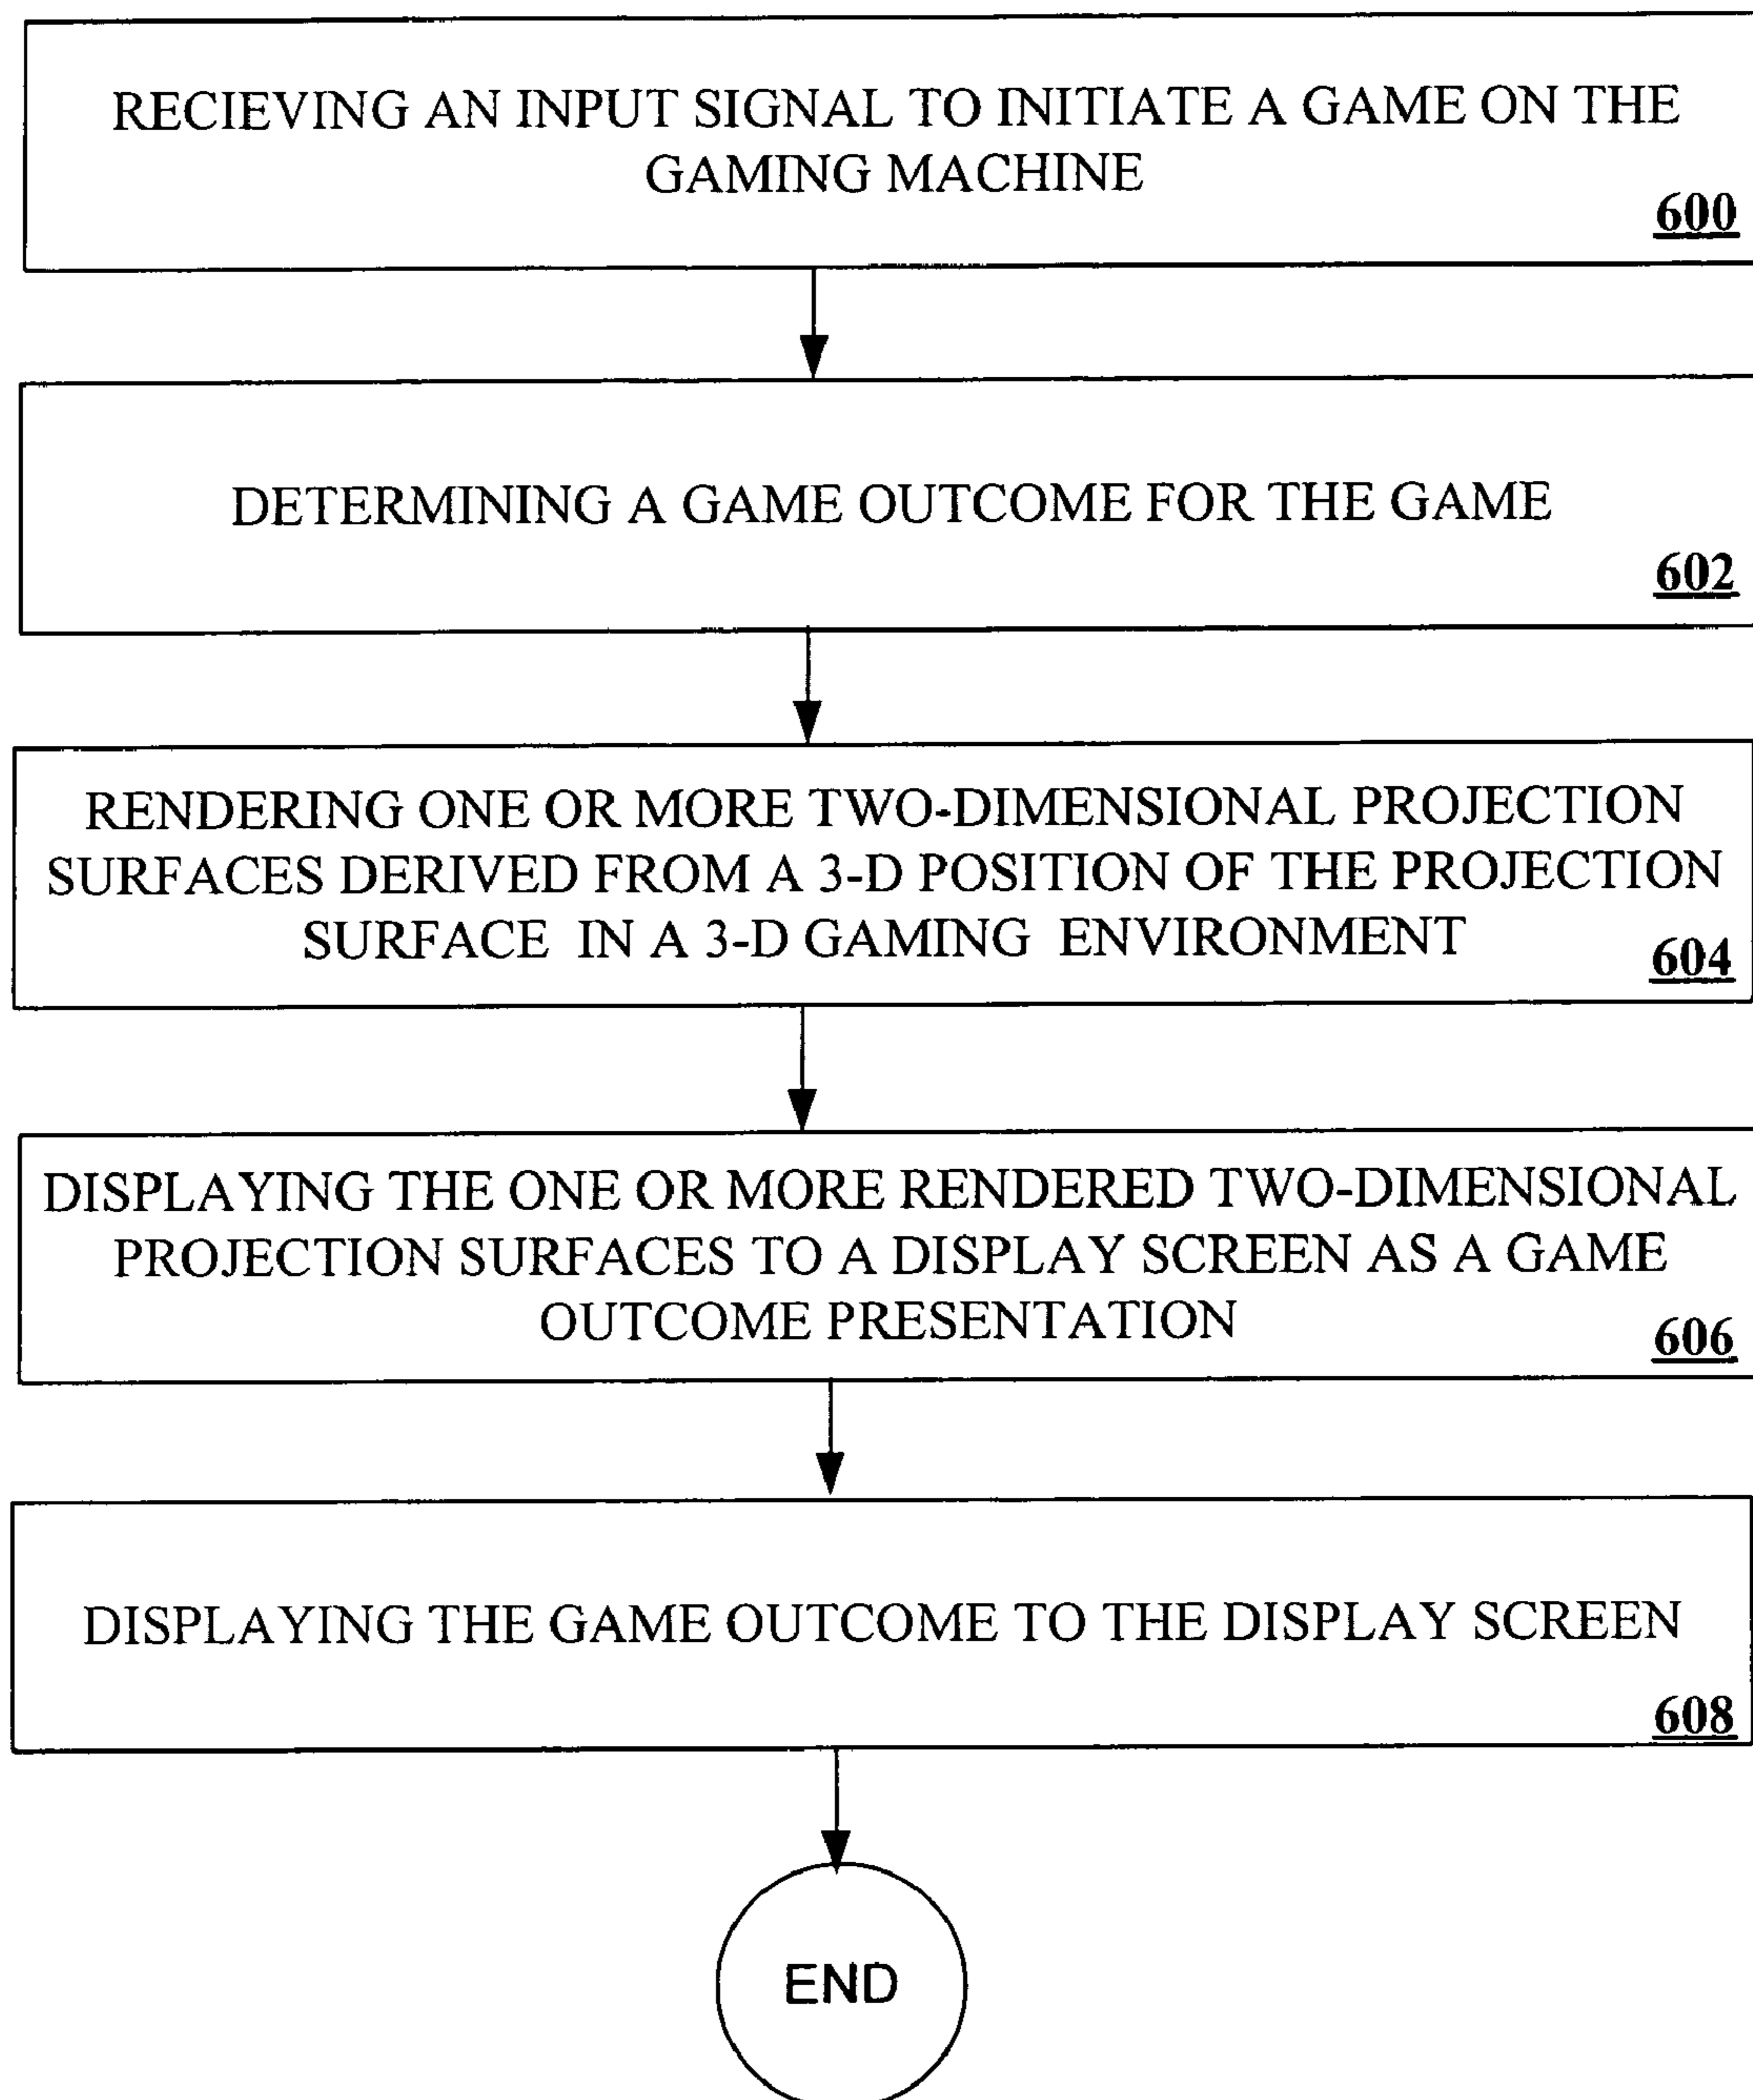 RECIEVING AN INPUT SIGNAL TO INITIATE A GAME ON THE
GAMING MACHINE
600
DETERMINING A GAME OUTCOME FOR THE GAME
602
RENDERING ONE OR MORE TWO-DIMENSIONAL PROJECTION
SURFACES DERIVED FROM A 3-D POSITION OF THE PROJECTION
SURFACE IN A 3-D GAMING ENVIRONMENT
604
DISPLAYING THE ONE OR MORE RENDERED TWO-DIMENSIONAL
PROJECTION SURFACES TO A DISPLAY SCREEN AS A GAME
OUTCOME PRESENTATION
606
DISPLAYING THE GAME OUTCOME TO THE DISPLAY SCREEN
608
END